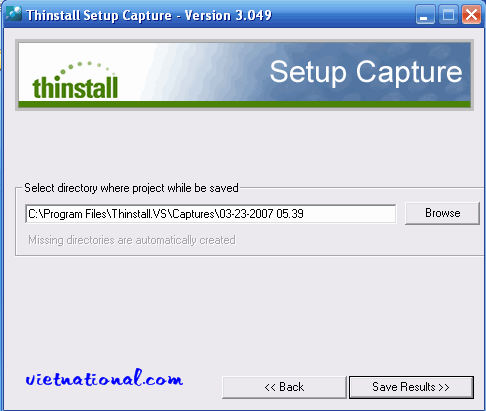 Thinstall Setup Capture - Version 3.049
thinstall
Setup Capture
Select directory where project while be saved
C:\Program Files\Thinstall.VS\Captures\03-23-2007 05.39
Browse
Missing directories are automatically created
vietnational.com
<< Back
Save Results >>